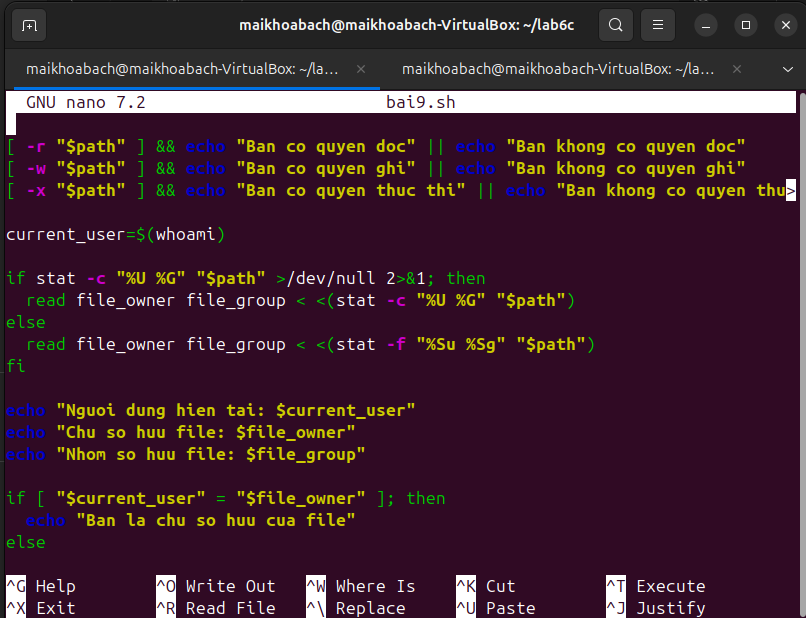 maikhoabach@maikhoabach-VirtualBox: ~/lab6c
maikhoabach@maikhoabach-VirtualBox: ~/la... × maikhoabach@maikhoabach-VirtualBox: ~/la... ×
GNU nano 7.2 bai9.sh
[ -r "$path" ] && echo "Ban co quyen doc" || echo "Ban khong co quyen doc"
[ -w "$path" ] && echo "Ban co quyen ghi" || echo "Ban khong co quyen ghi"
[ -x "$path" ] && echo "Ban co quyen thuc thi" || echo "Ban khong co quyen thu>
current_user=$(whoami)
if stat -c "%U %G" "$path" >/dev/null 2>&1; then
  read file_owner file_group < <(stat -c "%U %G" "$path")
else
  read file_owner file_group < <(stat -f "%Su %Sg" "$path")
fi
echo "Nguoi dung hien tai: $current_user"
echo "Chu so huu file: $file_owner"
echo "Nhom so huu file: $file_group"
if [ "$current_user" = "$file_owner" ]; then
  echo "Ban la chu so huu cua file"
else
^G Help ^O Write Out ^W Where Is ^K Cut ^T Execute
^X Exit ^R Read File ^\ Replace ^U Paste ^J Justify